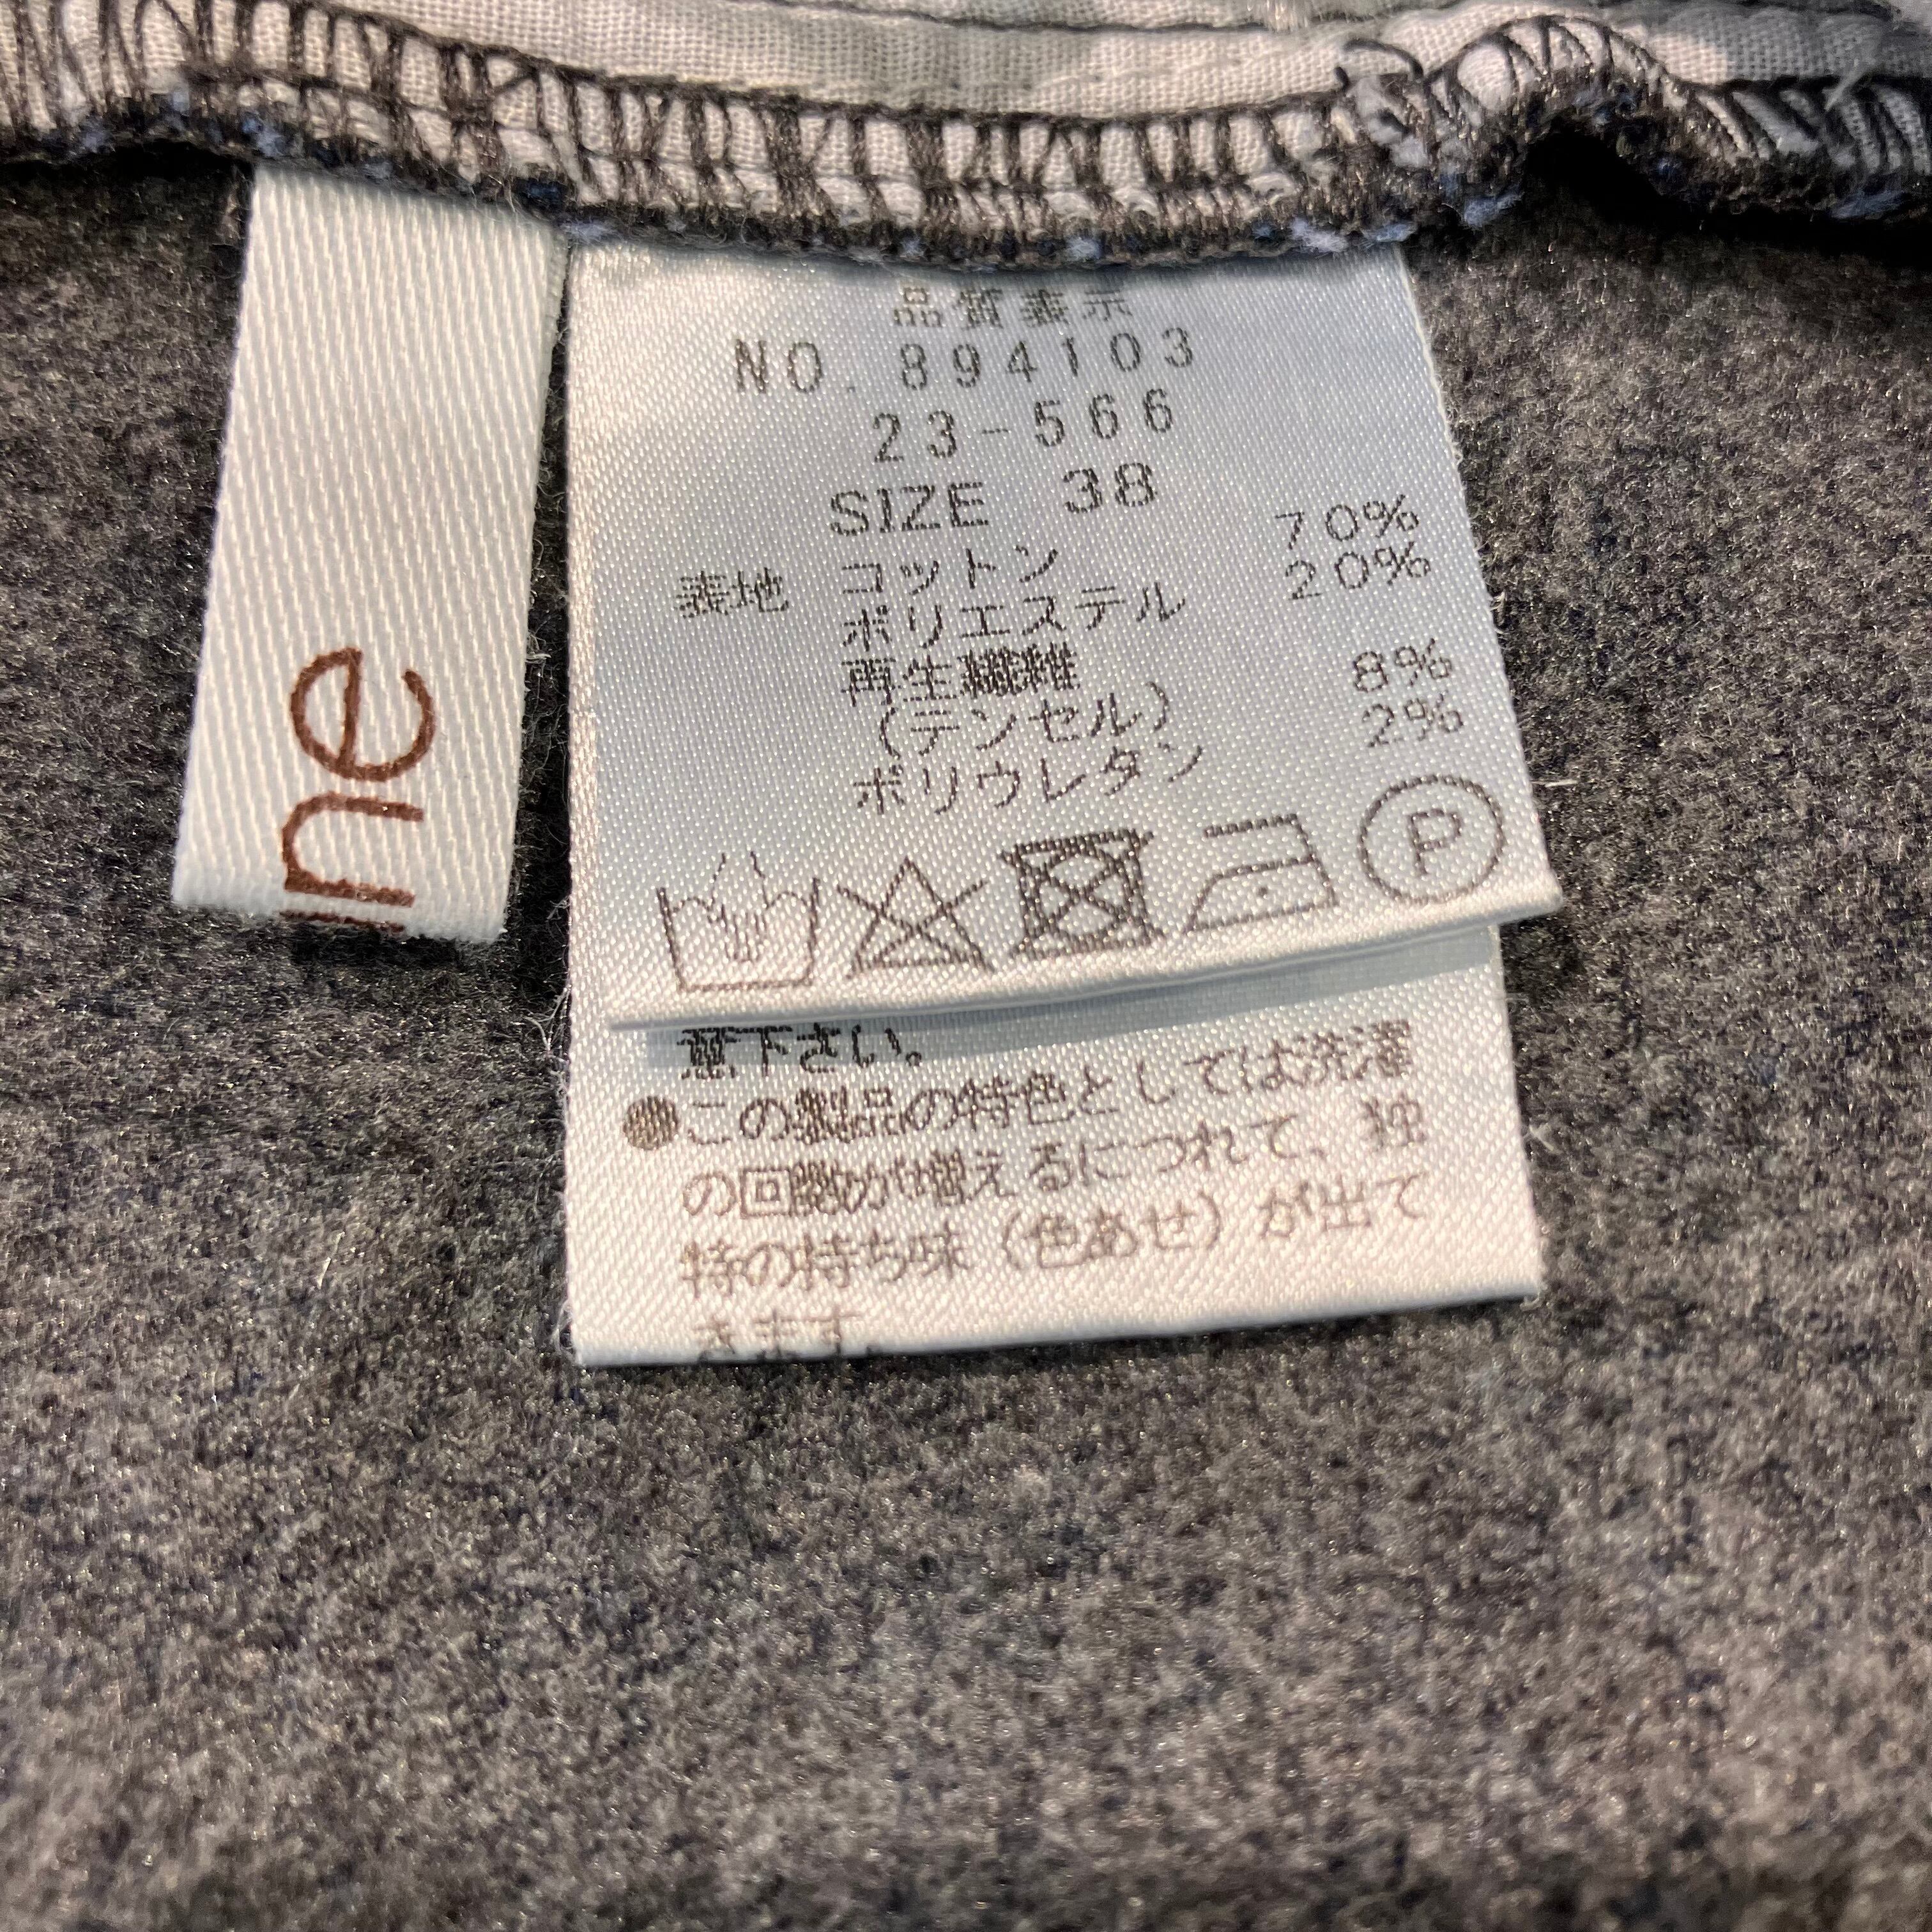 ne
品質表示
NO. 894103
23-566
SIZE 38
表地 コットン 70%
ポリエステル 20%
再生繊維 8%
(テンセル)
ポリウレタン 2%
P
意下さい。
●この製品の特色としては洗濯
の回数が増えるにつれて、独
特の持ち味（色あせ）が出て
きます。